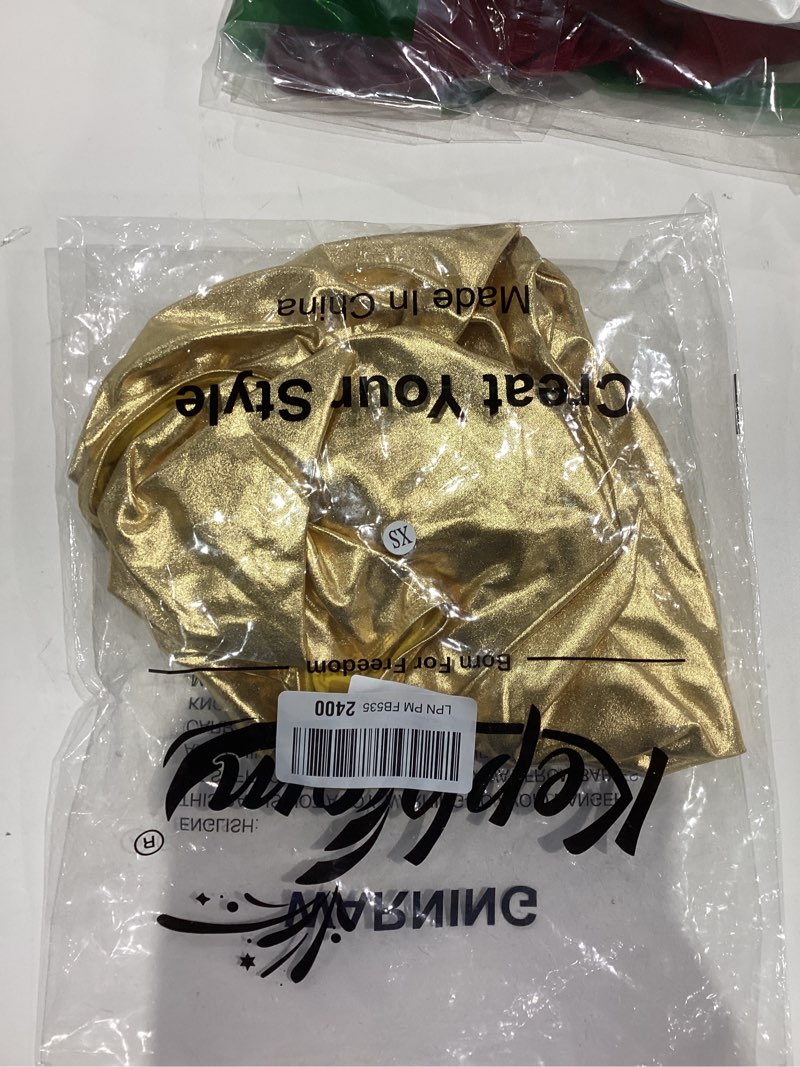 WARNING
®
ENGLISH:
Kepblom
LPN PM FB535 2400
Born For Freedom
XS
Creat Your Style
Made In China